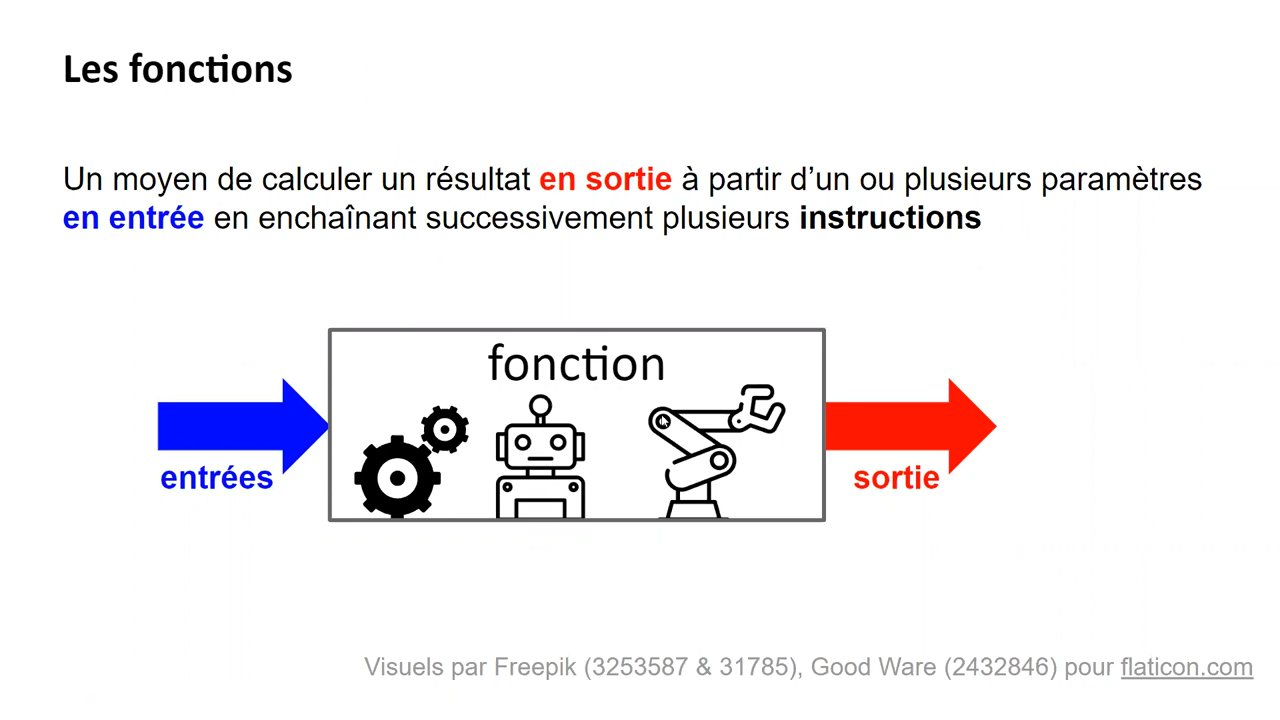 Les fonctions
Un moyen de calculer un résultat en sortie à partir d’un ou plusieurs paramètres
en entrée en enchaînant successivement plusieurs instructions
fonction
entrées
sortie
Visuels par Freepik (3253587 & 31785), Good Ware (2432846) pour flaticon.com